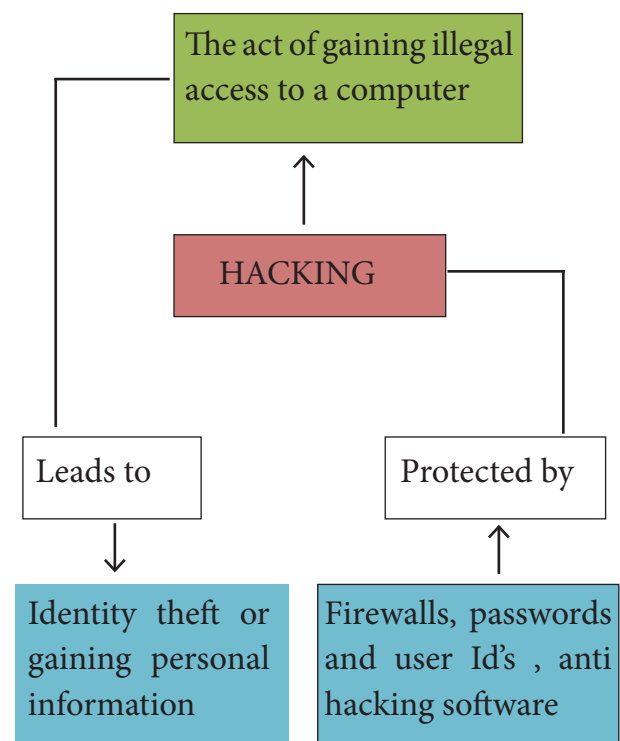 The act of gaining illegal
access to a computer
HACKING
Leads to
Protected by
Identity theft or
gaining personal
information
Firewalls, passwords
and user Id's , anti
hacking software